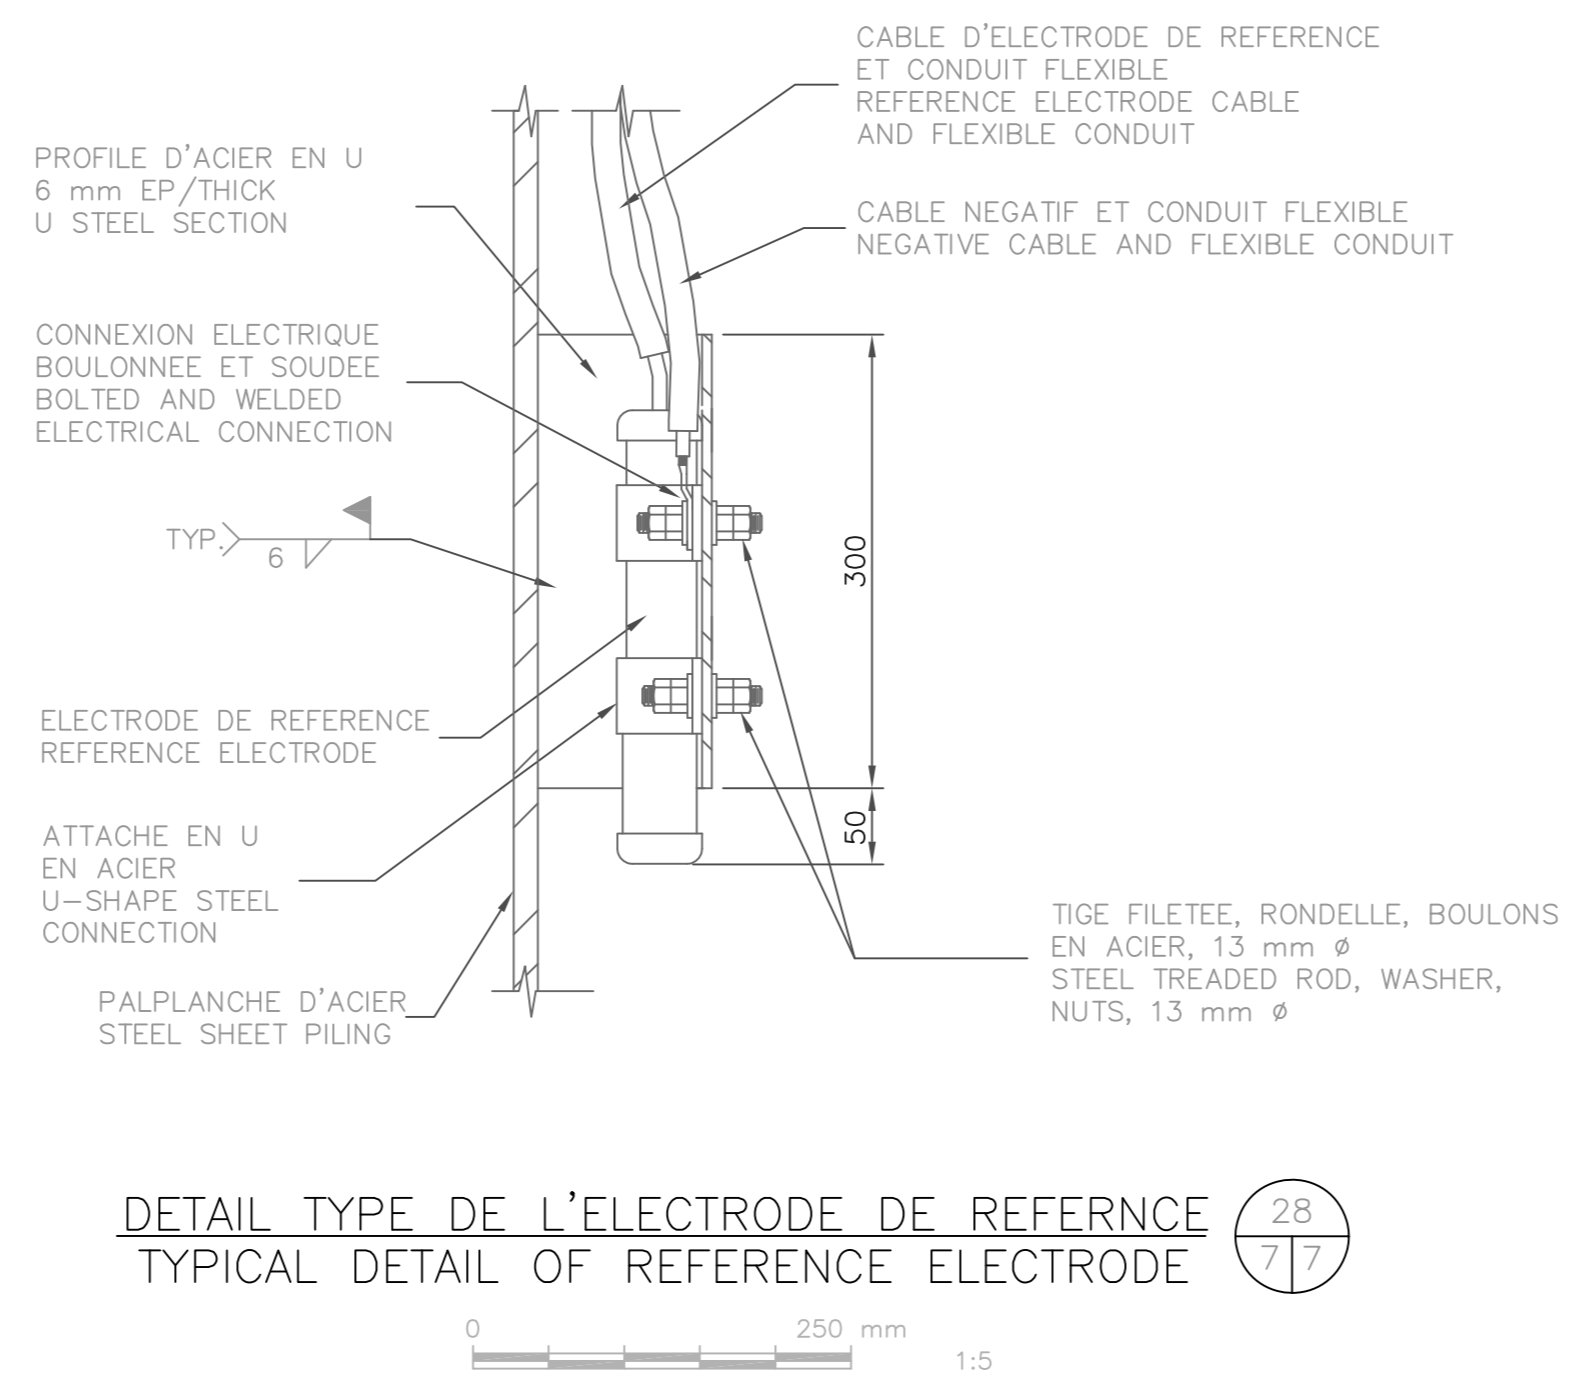 CABLE D'ELECTRODE DE REFERENCE
ET CONDUIT FLEXIBLE
REFERENCE ELECTRODE CABLE
AND FLEXIBLE CONDUIT
PROFILE D'ACIER EN U
6 mm EP/THICK
U STEEL SECTION
CABLE NEGATIF ET CONDUIT FLEXIBLE
NEGATIVE CABLE AND FLEXIBLE CONDUIT
CONNEXION ELECTRIQUE
BOULONNEE ET SOUDEE
BOLTED AND WELDED
ELECTRICAL CONNECTION
TYP.
6
300
ELECTRODE DE REFERENCE
REFERENCE ELECTRODE
50
ATTACHE EN U
EN ACIER
U-SHAPE STEEL
CONNECTION
TIGE FILETEE, RONDELLE, BOULONS
EN ACIER, 13 mm ø
STEEL TREADED ROD, WASHER,
NUTS, 13 mm ø
PALPLANCHE D'ACIER
STEEL SHEET PILING
DETAIL TYPE DE L'ELECTRODE DE REFERNCE
TYPICAL DETAIL OF REFERENCE ELECTRODE
28
7 7
0 250 mm
1:5